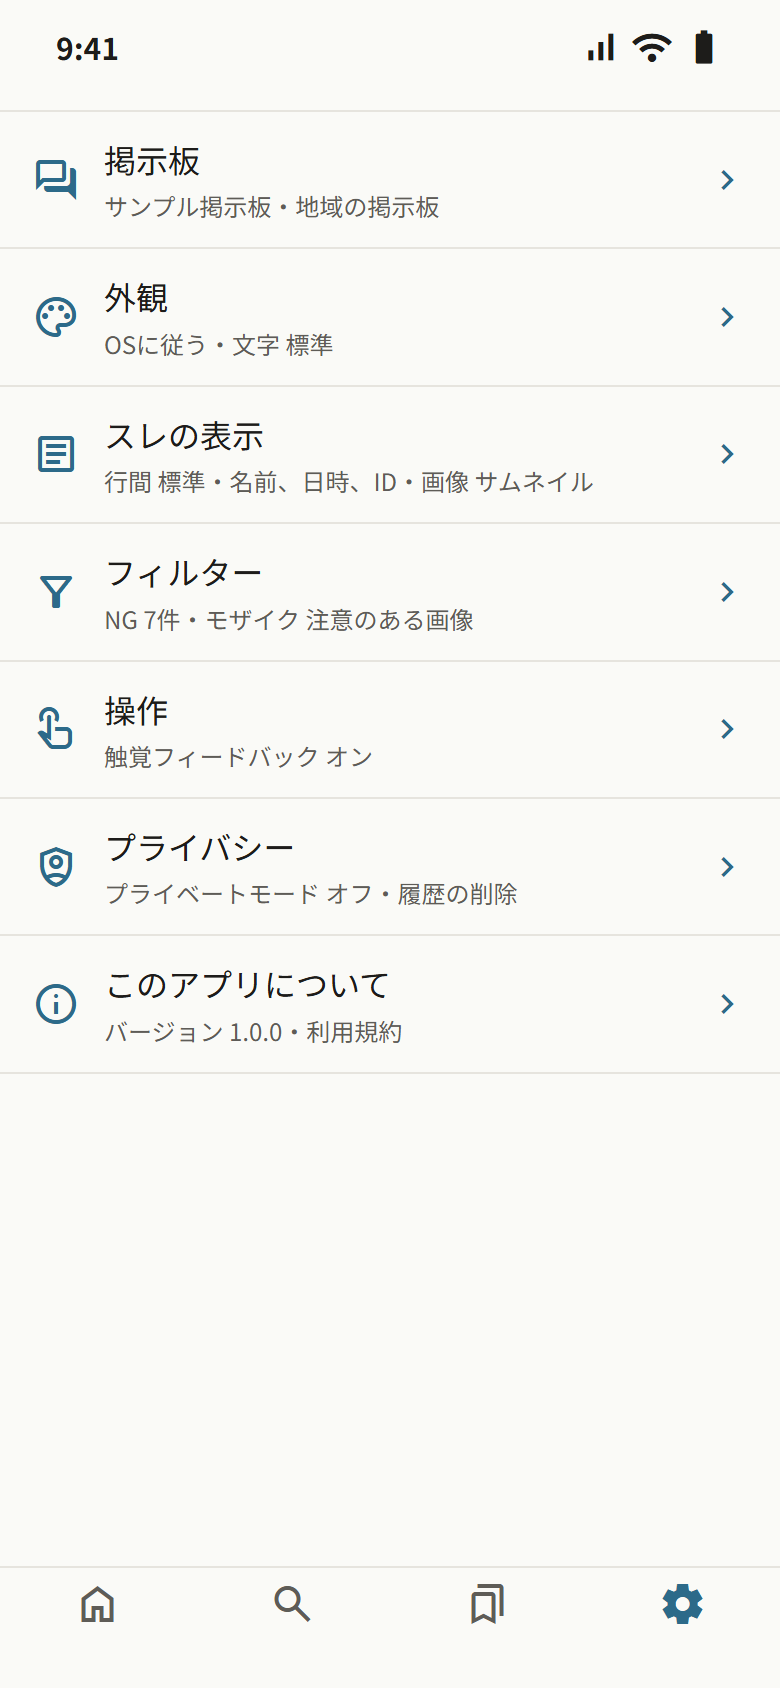 9:41
掲示板
サンプル掲示板・地域の掲示板
外観
OSに従う・文字 標準
スレの表示
行間 標準・名前、日時、ID・画像 サムネイル
フィルター
NG 7件・モザイク 注意のある画像
操作
触覚フィードバック オン
プライバシー
プライベートモード オフ・履歴の削除
このアプリについて
バージョン 1.0.0・利用規約